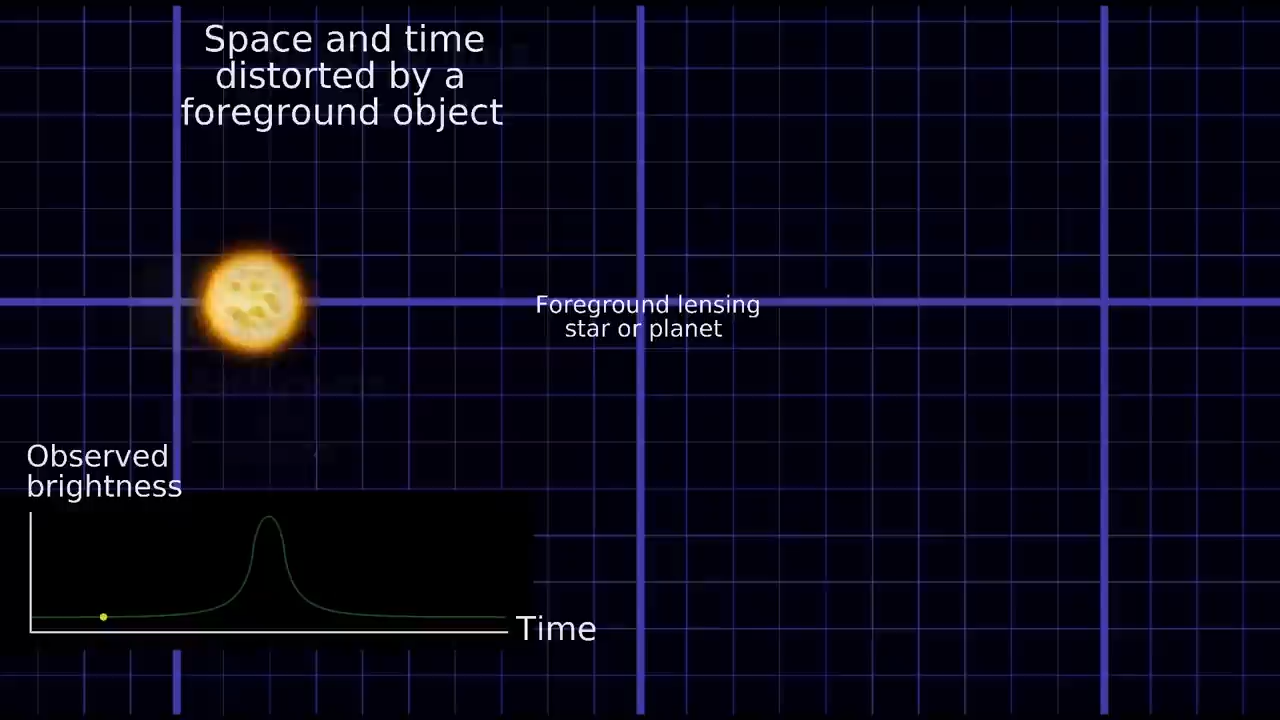 Space and time
distorted by a
foreground object
Foreground lensing
star or planet
Observed
brightness
Time